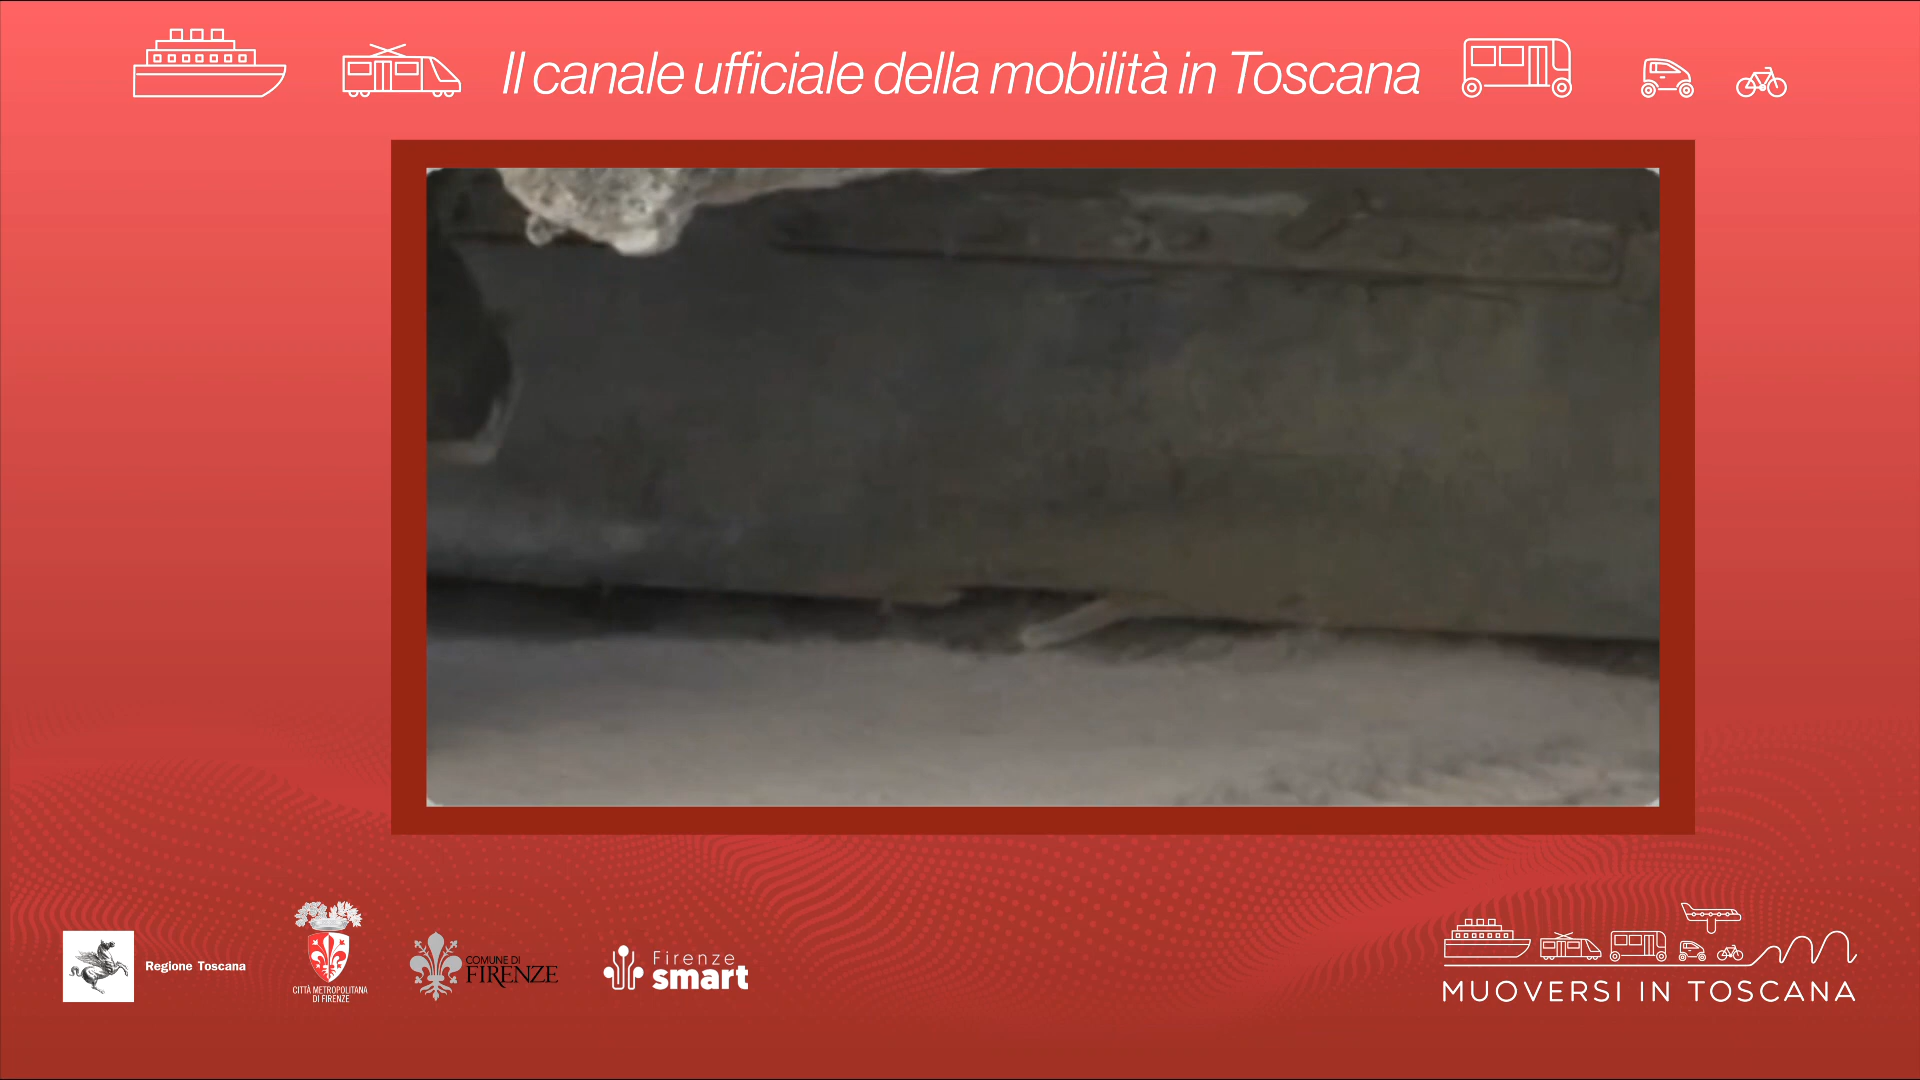 Il canale ufficiale della mobilità in Toscana
Regione Toscana
CITTÀ METROPOLITANA
DI FIRENZE
COMUNE DI
FIRENZE
Firenze
smart
MUOVERSI IN TOSCANA